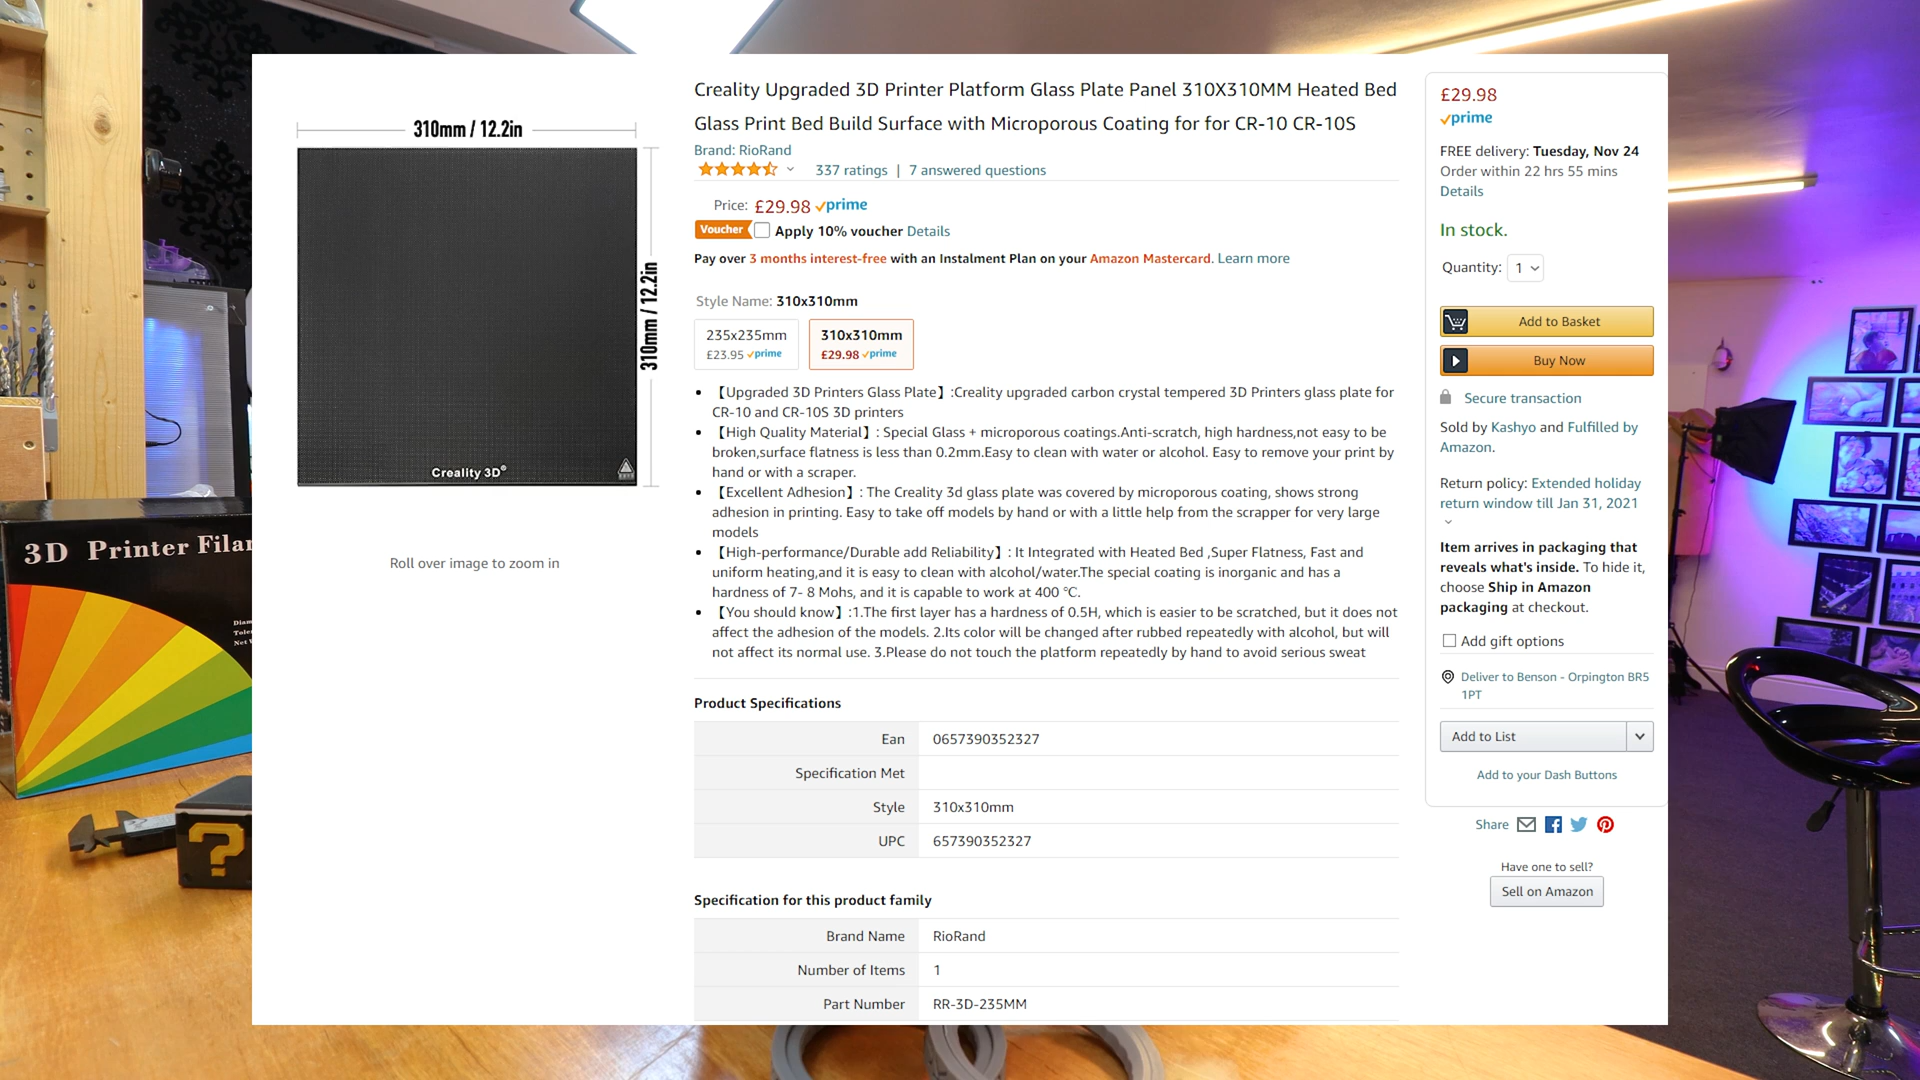 310mm / 12.2in
310mm / 12.2in
Creality 3D®
Roll over image to zoom in
Creality Upgraded 3D Printer Platform Glass Plate Panel 310X310MM Heated Bed
Glass Print Bed Build Surface with Microporous Coating for for CR-10 CR-10S
Brand: RioRand
337 ratings | 7 answered questions
Price: £29.98 prime
Voucher Apply 10% voucher Details
Pay over 3 months interest-free with an Instalment Plan on your Amazon Mastercard. Learn more
Style Name: 310x310mm
235x235mm
£23.95 prime
310x310mm
£29.98 prime
• 【Upgraded 3D Printers Glass Plate】:Creality upgraded carbon crystal tempered 3D Printers glass plate for
CR-10 and CR-10S 3D printers
• 【High Quality Material】: Special Glass + microporous coatings.Anti-scratch, high hardness,not easy to be
broken,surface flatness is less than 0.2mm.Easy to clean with water or alcohol. Easy to remove your print by
hand or with a scraper.
• 【Excellent Adhesion】: The Creality 3d glass plate was covered by microporous coating, shows strong
adhesion in printing. Easy to take off models by hand or with a little help from the scrapper for very large
models
• 【High-performance/Durable add Reliability】: It Integrated with Heated Bed ,Super Flatness, Fast and
uniform heating,and it is easy to clean with alcohol/water.The special coating is inorganic and has a
hardness of 7- 8 Mohs, and it is capable to work at 400 ℃.
• 【You should know】:1.The first layer has a hardness of 0.5H, which is easier to be scratched, but it does not
affect the adhesion of the models. 2.Its color will be changed after rubbed repeatedly with alcohol, but will
not affect its normal use. 3.Please do not touch the platform repeatedly by hand to avoid serious sweat
Product Specifications
Ean 0657390352327
Specification Met
Style 310x310mm
UPC 657390352327
Specification for this product family
Brand Name RioRand
Number of Items 1
Part Number RR-3D-235MM
£29.98
prime
FREE delivery: Tuesday, Nov 24
Order within 22 hrs 55 mins
Details
In stock.
Quantity: 1
Add to Basket
Buy Now
Secure transaction
Sold by Kashyo and Fulfilled by
Amazon.
Return policy: Extended holiday
return window till Jan 31, 2021
Item arrives in packaging that
reveals what's inside. To hide it,
choose Ship in Amazon
packaging at checkout.
Add gift options
Deliver to Benson - Orpington BR5
1PT
Add to List
Add to your Dash Buttons
Share
Have one to sell?
Sell on Amazon
3D Printer Filar
Diam
Toler
Net W
?